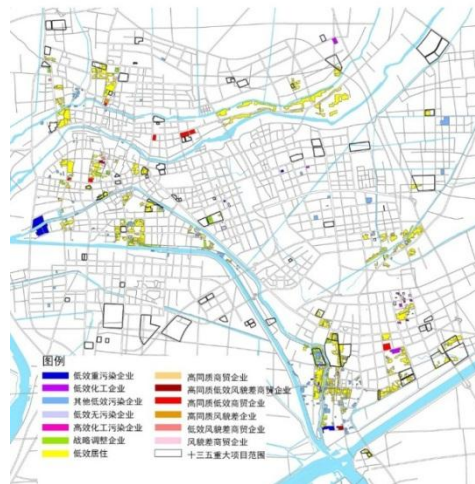 图例
低效重污染企业
低效化工企业
其他低效污染企业
低效无污染企业
高效化工污染企业
战略调整企业
低效居住
高同质商贸企业
高同质低效风貌差商贸企业
高同质低效商贸企业
高同质风貌差企业
低效风貌差商贸企业
风貌差商贸企业
十三五重大项目范围